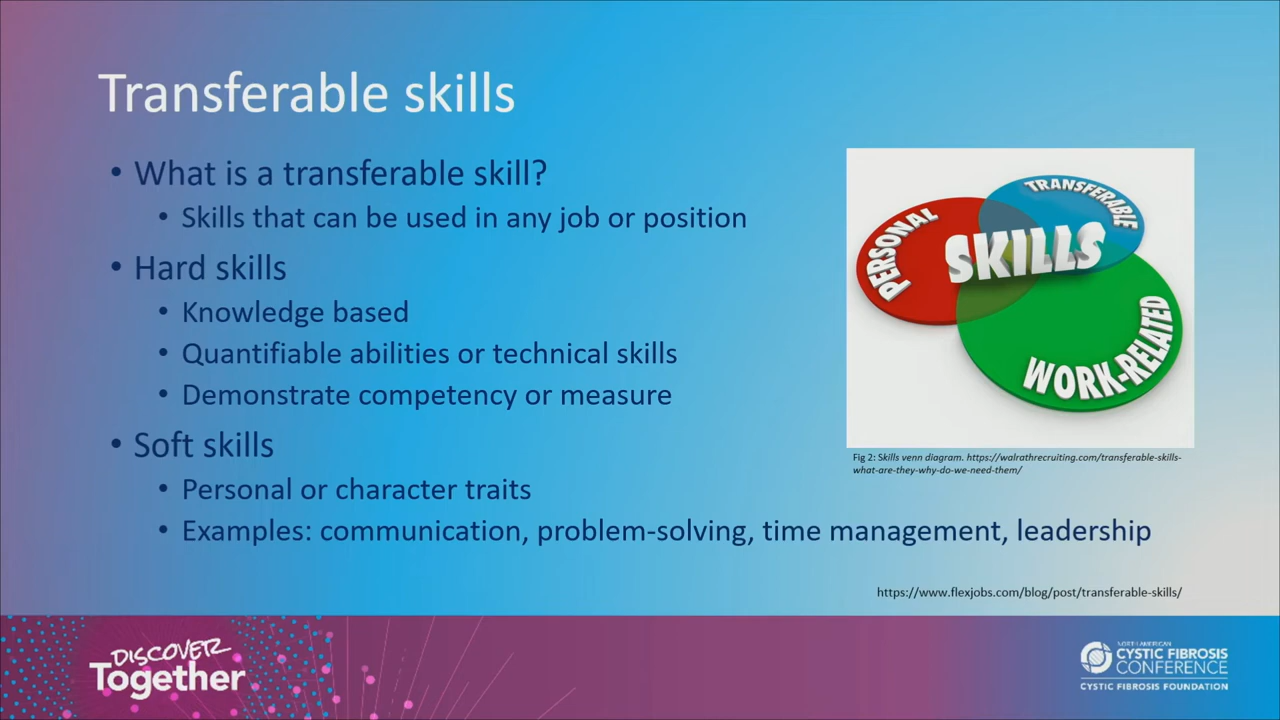 Transferable skills
• What is a transferable skill?
• Skills that can be used in any job or position
• Hard skills
• Knowledge based
• Quantifiable abilities or technical skills
• Demonstrate competency or measure
• Soft skills
• Personal or character traits
• Examples: communication, problem-solving, time management, leadership
PERSONAL
TRANSFERABLE
SKILLS
WORK-RELATED
Fig 2: Skills venn diagram. https://walrathrecruiting.com/transferable-skills-
what-are-they-why-do-we-need-them/
https://www.flexjobs.com/blog/post/transferable-skills/
DISCOVER
Together
NORTH AMERICAN
CYSTIC FIBROSIS
CONFERENCE
CYSTIC FIBROSIS FOUNDATION